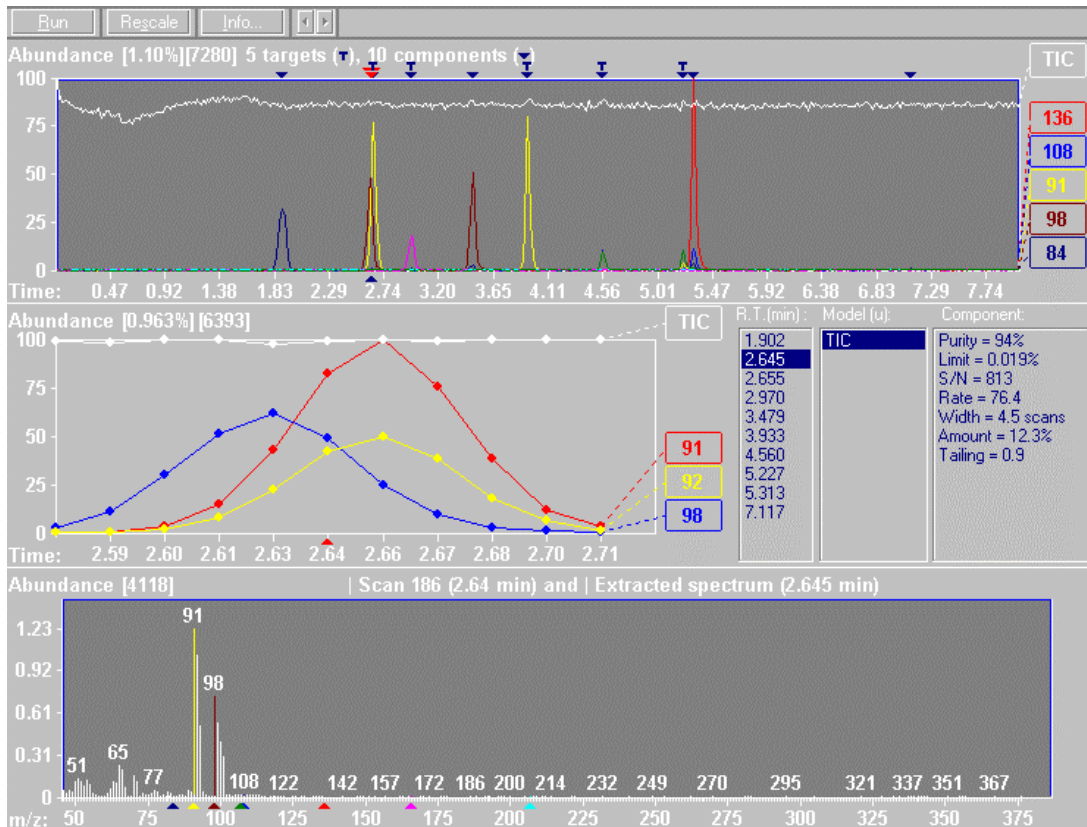 Run Rescale Info...
Abundance [1.10%][7280] 5 targets (T), 10 components (▾)
TIC
100
75
50
25
0
136
108
91
98
84
Time: 0.47 0.92 1.38 1.83 2.29 2.74 3.20 3.65 4.11 4.56 5.01 5.47 5.92 6.38 6.83 7.29 7.74
Abundance [0.963%] [6393]
TIC
100
75
50
25
0
91
92
98
Time: 2.59 2.60 2.61 2.63 2.64 2.66 2.67 2.68 2.70 2.71
R.T.(min) : Model (u): Component:
1.902
2.645
2.655
2.970
3.479
3.933
4.560
5.227
5.313
7.117
TIC
Purity = 94%
Limit = 0.019%
S/N = 813
Rate = 76.4
Width = 4.5 scans
Amount = 12.3%
Tailing = 0.9
Abundance [4118] | Scan 186 (2.64 min) and | Extracted spectrum (2.645 min)
1.23
0.92
0.61
0.31
0
91
98
51 65 77 108 122 142 157 172 186 200 214 232 249 270 295 321 337 351 367
m/z: 50 75 100 125 150 175 200 225 250 275 300 325 350 375